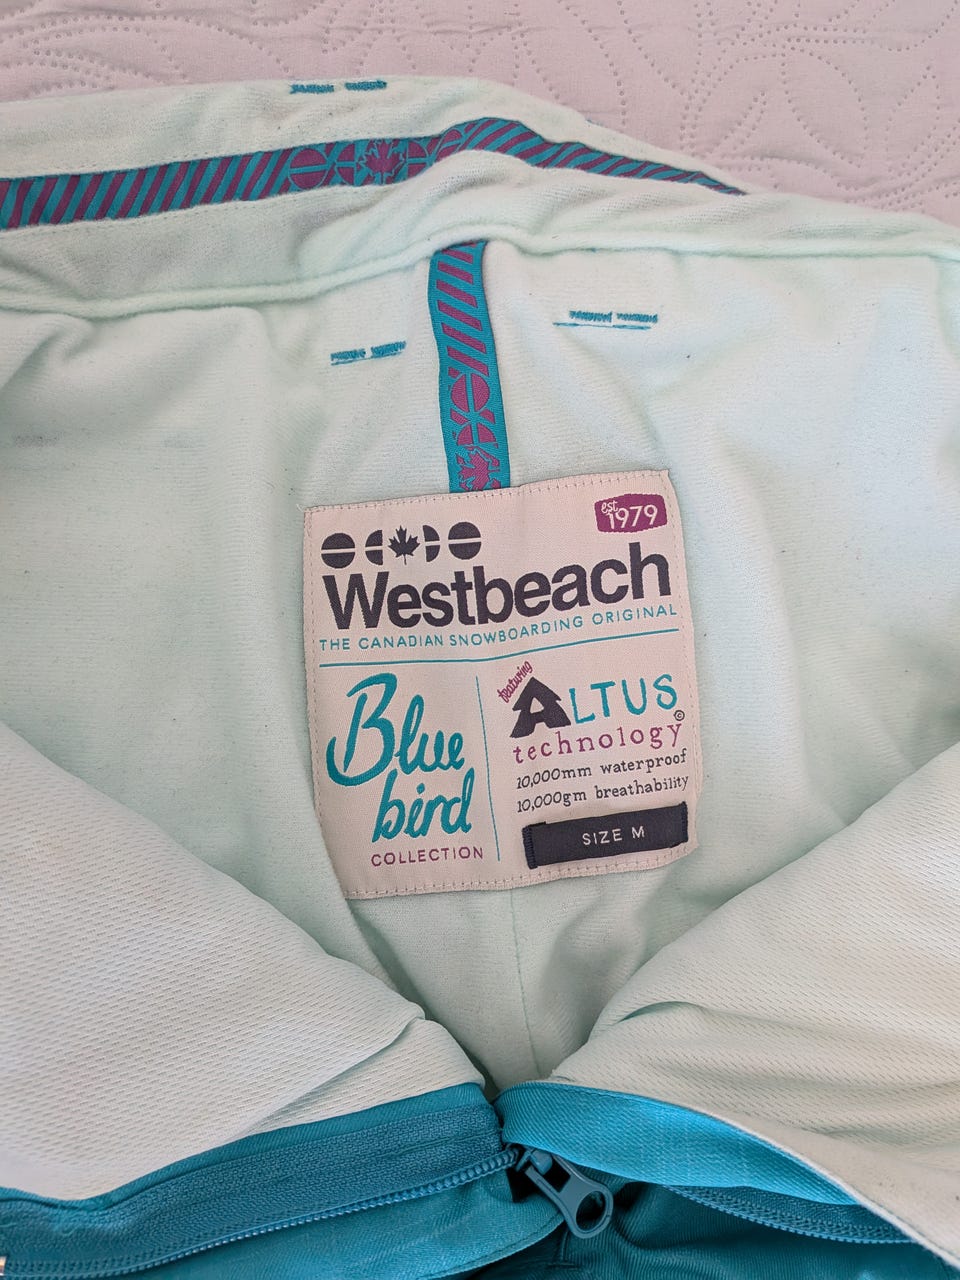 est 1979
Westbeach
THE CANADIAN SNOWBOARDING ORIGINAL
Blue
bird
COLLECTION
featuring
ALTUS
technology©
10,000mm waterproof
10,000gm breathability
SIZE M